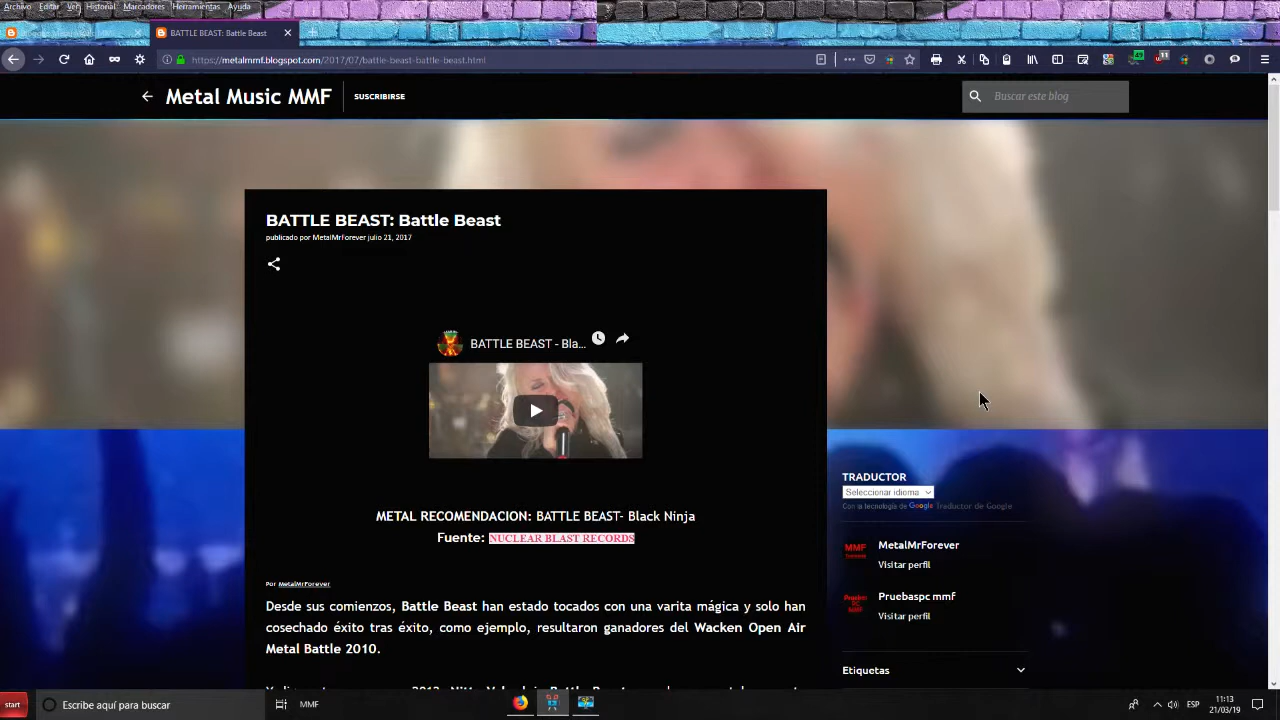 Archivo Editar Ver Historial Marcadores Herramientas Ayuda
BATTLE BEAST: Battle Beast
https://metalmmf.blogspot.com/2017/07/battle-beast-battle-beast.html
Metal Music MMF
SUSCRIBIRSE
Buscar este blog
BATTLE BEAST: Battle Beast
publicado por MetalMrForever julio 21, 2017
BATTLE BEAST - Bla...
METAL RECOMENDACION: BATTLE BEAST- Black Ninja
Fuente: NUCLEAR BLAST RECORDS
Por MetalMrForever
Desde sus comienzos, Battle Beast han estado tocados con una varita mágica y solo han
cosechado éxito tras éxito, como ejemplo, resultaron ganadores del Wacken Open Air
Metal Battle 2010.
TRADUCTOR
Seleccionar idioma
Con la tecnología de Google Traductor de Google
MMF
MetalMrForever
Visitar perfil
Pruebaspc mmf
Visitar perfil
Etiquetas
start
Escribe aquí para buscar
MMF
ESP
11:13
21/03/19